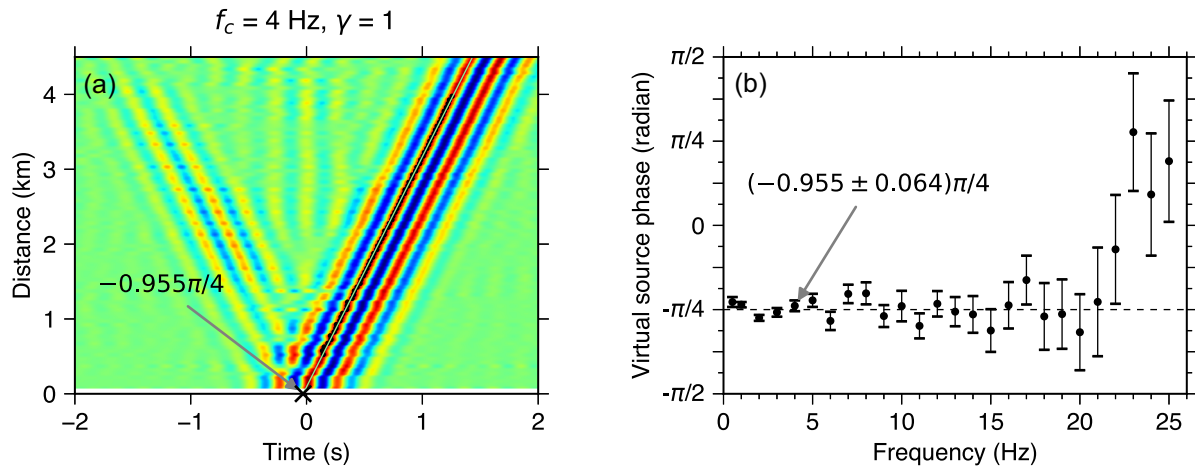 f_c = 4 Hz, γ = 1
(a)
4
3
2
1
0
Distance (km)
−0.955π/4
−2
−1
0
1
2
Time (s)
(b)
π/2
π/4
0
-π/4
-π/2
Virtual source phase (radian)
(−0.955 ± 0.064)π/4
0
5
10
15
20
25
Frequency (Hz)